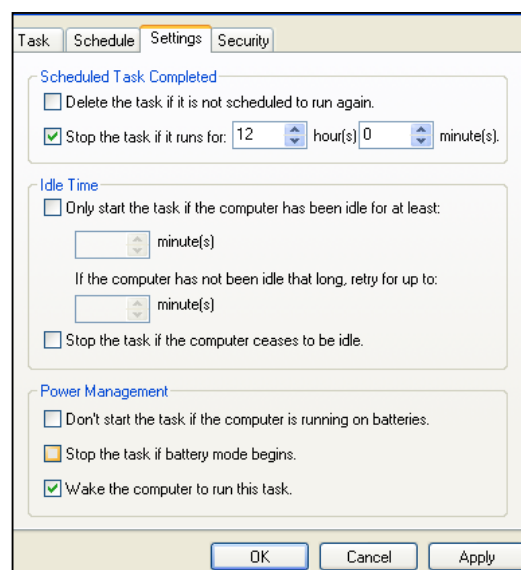 Task Schedule Settings Security
Scheduled Task Completed
Delete the task if it is not scheduled to run again.
Stop the task if it runs for: 12 hour(s) 0 minute(s).
Idle Time
Only start the task if the computer has been idle for at least:
minute(s)
If the computer has not been idle that long, retry for up to:
minute(s)
Stop the task if the computer ceases to be idle.
Power Management
Don't start the task if the computer is running on batteries.
Stop the task if battery mode begins.
Wake the computer to run this task.
OK Cancel Apply